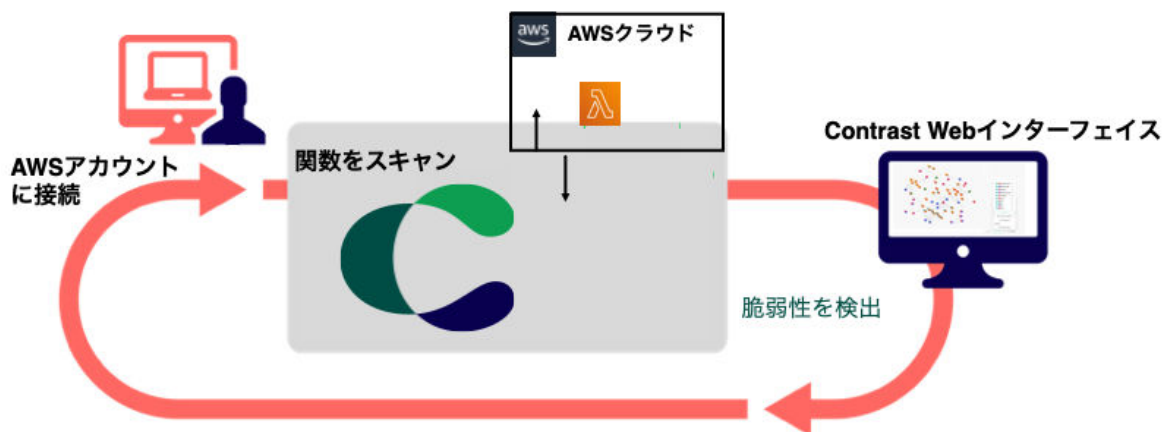 aws
AWSクラウド
Contrast Webインターフェイス
関数をスキャン
AWSアカウント
に接続
脆弱性を検出